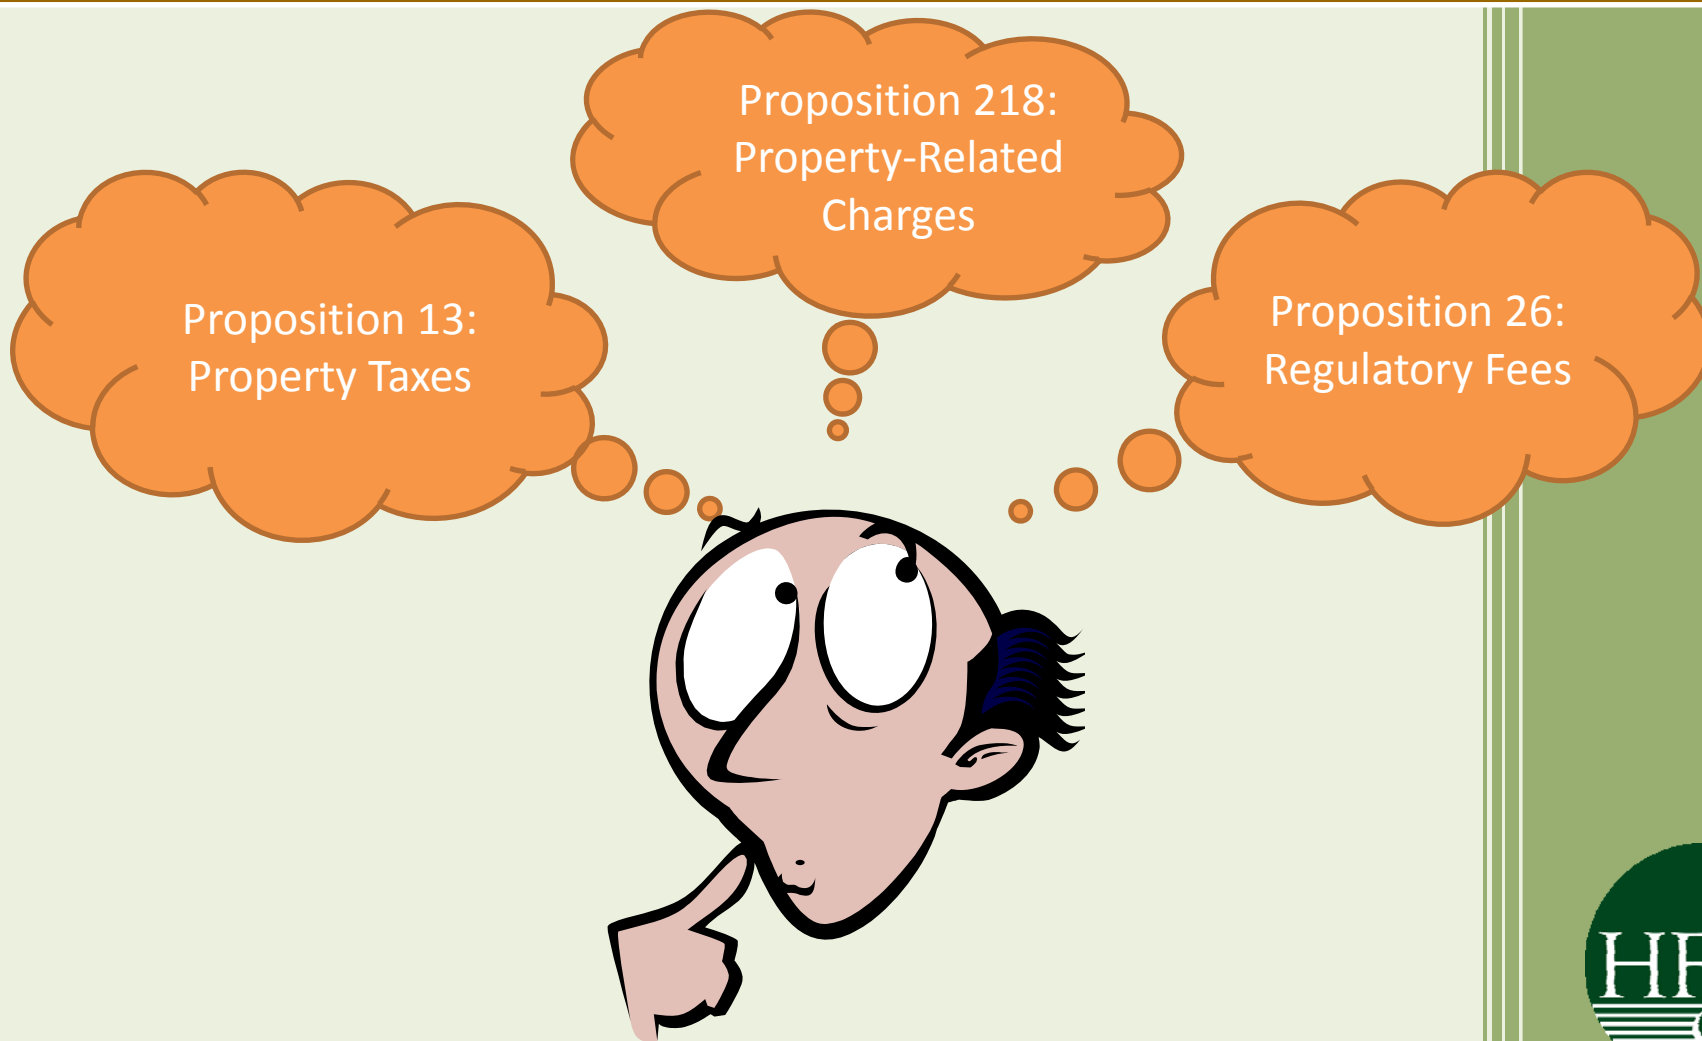 Proposition 218:
Property-Related
Charges
Proposition 13:
Property Taxes
Proposition 26:
Regulatory Fees